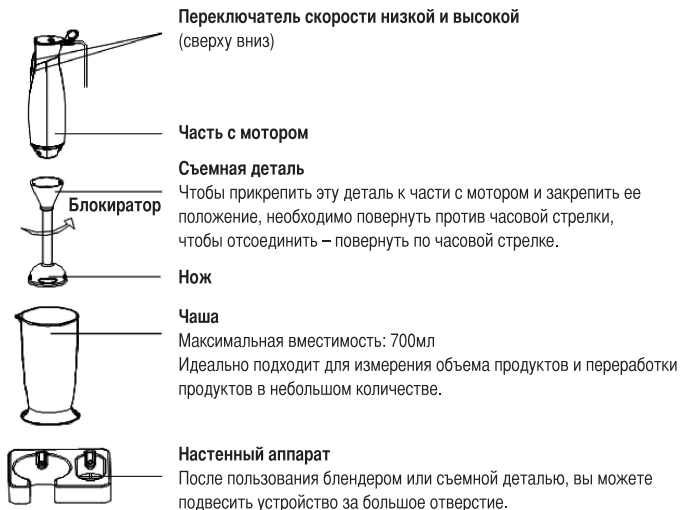 Переключатель скорости низкой и высокой
(сверху вниз)
Часть с мотором
Съемная деталь
Чтобы прикрепить эту деталь к части с мотором и закрепить ее
Блокиратор
положение, необходимо повернуть против часовой стрелки,
чтобы отсоединить – повернуть по часовой стрелке.
Нож
Чаша
Максимальная вместимость: 700мл
Идеально подходит для измерения объема продуктов и переработки
продуктов в небольшом количестве.
Настенный аппарат
После пользования блендером или съемной деталью, вы можете
подвесить устройство за большое отверстие.